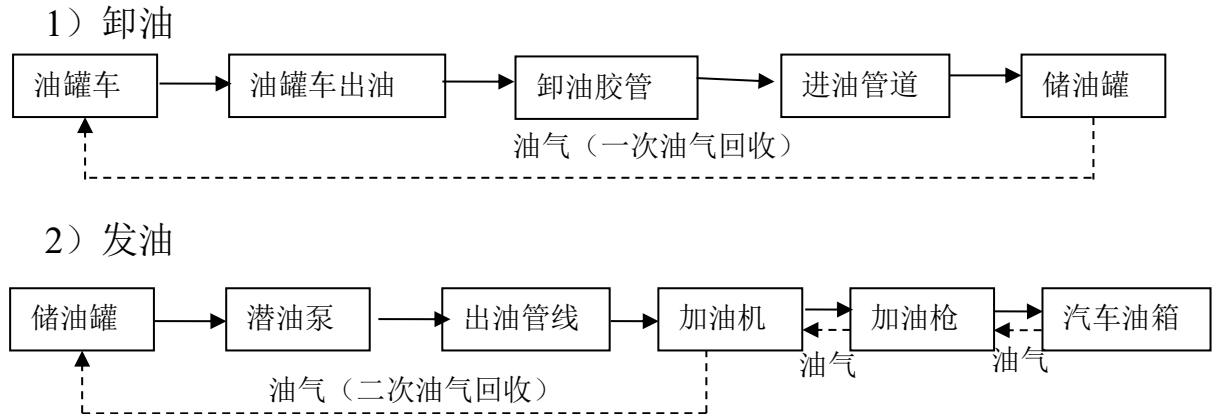 1）卸油
油罐车 油罐车出油 卸油胶管 进油管道 储油罐
油气（一次油气回收）
2）发油
储油罐 潜油泵 出油管线 加油机 加油枪 汽车油箱
油气 油气
油气（二次油气回收）